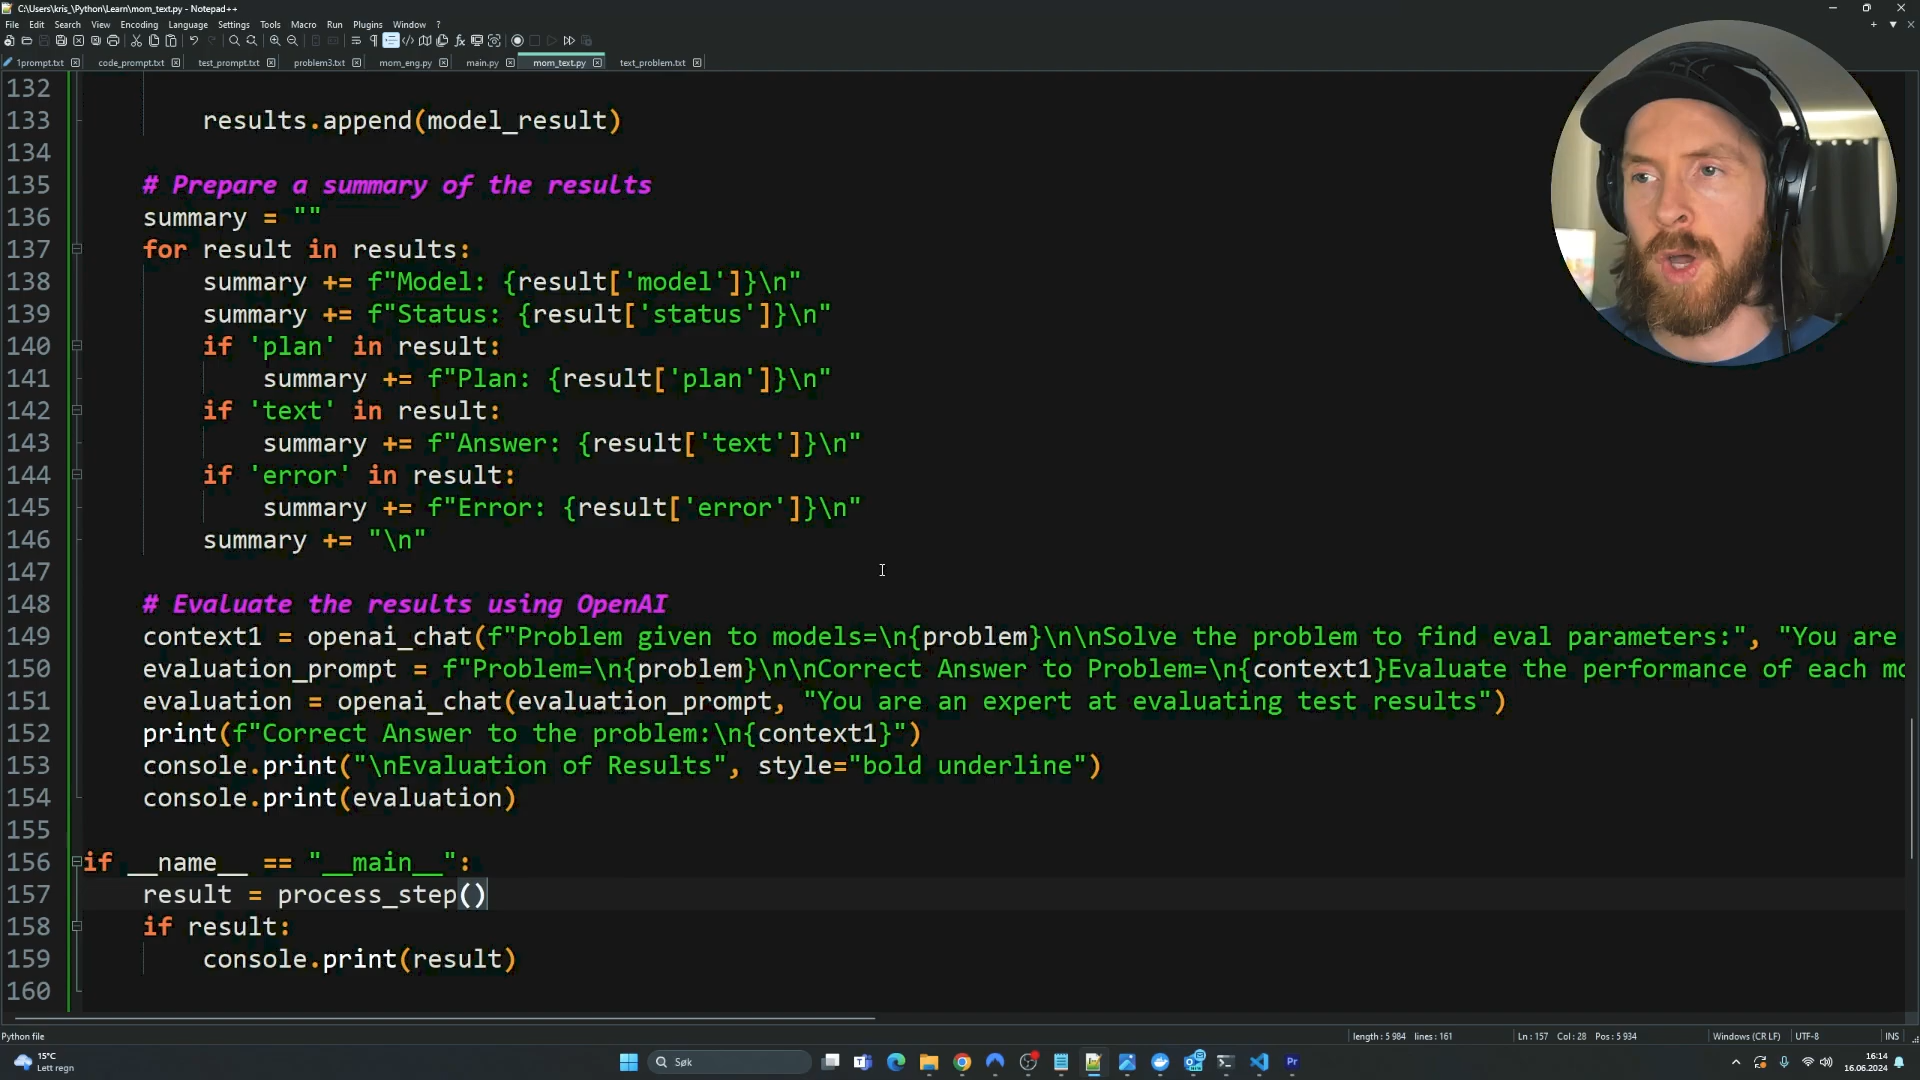 C:\Users\kris_\Python\Learn\mom_text.py - Notepad++
File Edit Search View Encoding Language Settings Tools Macro Run Plugins Window ?
1prompt.txt code_prompt.txt test_prompt.txt problem3.txt mom_eng.py main.py mom_text.py text_problem.txt
132
133 results.append(model_result)
134
135 # Prepare a summary of the results
136 summary = ""
137 for result in results:
138 summary += f"Model: {result['model']}\n"
139 summary += f"Status: {result['status']}\n"
140 if 'plan' in result:
141 summary += f"Plan: {result['plan']}\n"
142 if 'text' in result:
143 summary += f"Answer: {result['text']}\n"
144 if 'error' in result:
145 summary += f"Error: {result['error']}\n"
146 summary += "\n"
147
148 # Evaluate the results using OpenAI
149 context1 = openai_chat(f"Problem given to models=\n{problem}\n\nSolve the problem to find eval parameters:", "You are
150 evaluation_prompt = f"Problem=\n{problem}\n\nCorrect Answer to Problem=\n{context1}Evaluate the performance of each mo
151 evaluation = openai_chat(evaluation_prompt, "You are an expert at evaluating test results")
152 print(f"Correct Answer to the problem:\n{context1}")
153 console.print("\nEvaluation of Results", style="bold underline")
154 console.print(evaluation)
155
156 if __name__ == "__main__":
157 result = process_step()
158 if result:
159 console.print(result)
160
Python file length : 5 984 lines : 161 Ln : 157 Col : 28 Pos : 5 934 Windows (CR LF) UTF-8 INS
15°C
Lett regn
Søk
16:14
16.06.2024